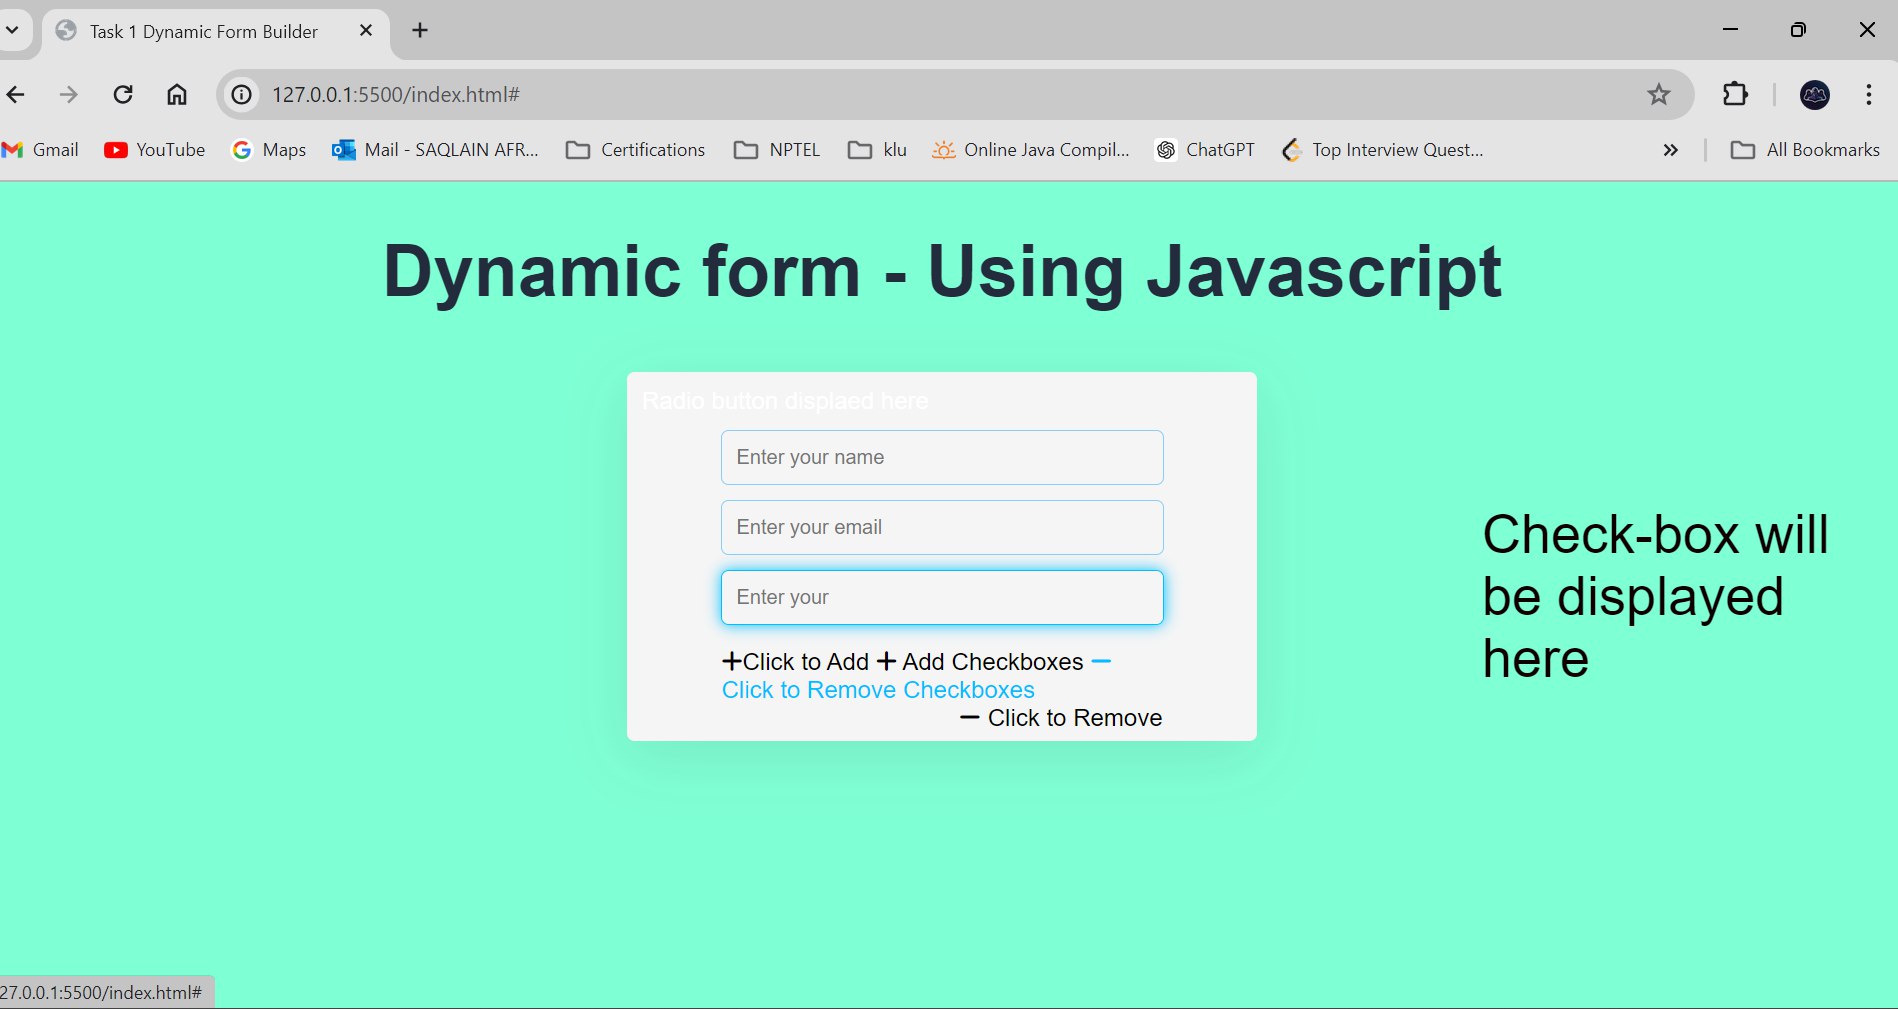 Task 1 Dynamic Form Builder
127.0.0.1:5500/index.html#
Gmail YouTube Maps Mail - SAQLAIN AFR... Certifications NPTEL klu Online Java Compil... ChatGPT Top Interview Quest... All Bookmarks
Dynamic form - Using Javascript
Radio button displaed here
Enter your name
Enter your email
Enter your
+Click to Add + Add Checkboxes −
Click to Remove Checkboxes
− Click to Remove
Check-box will
be displayed
here
27.0.0.1:5500/index.html#